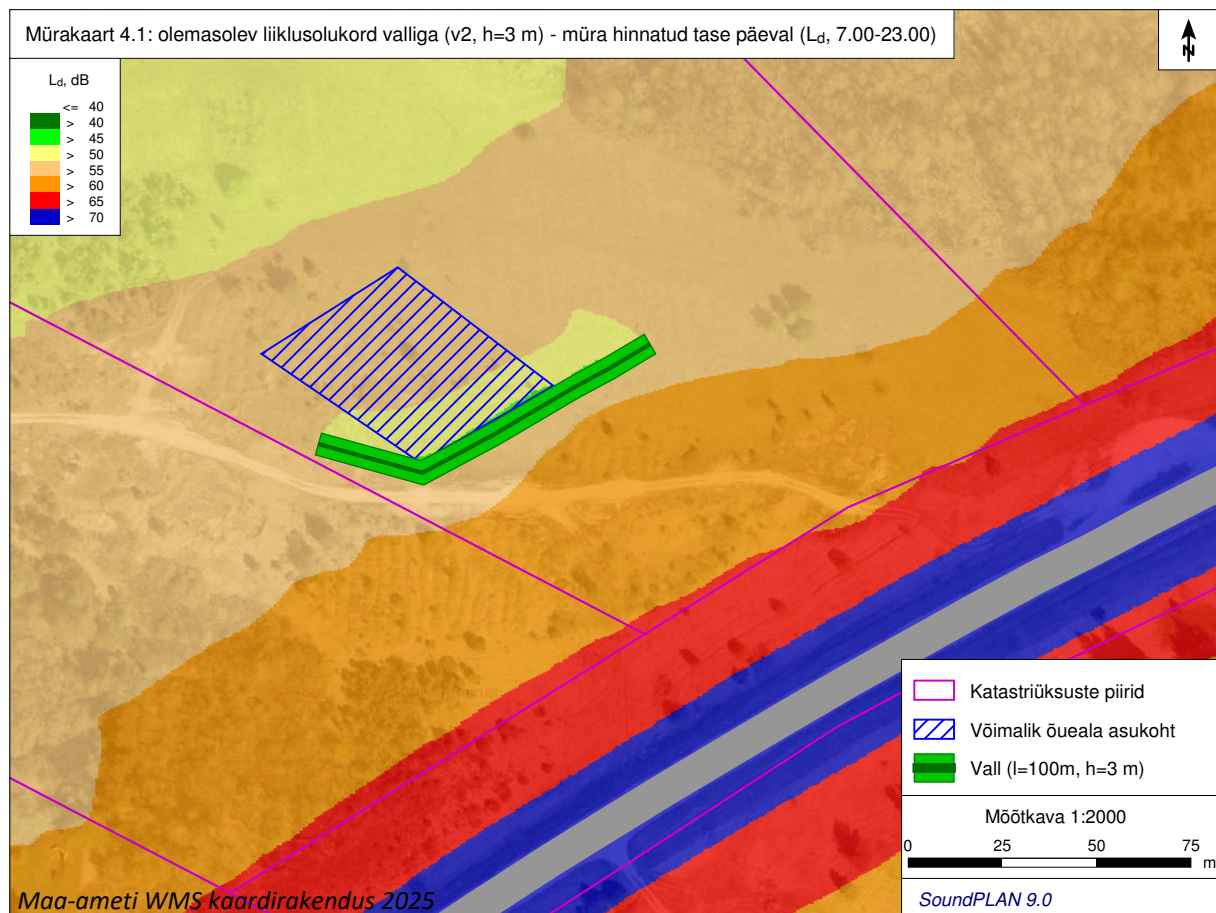 Mürakaart 4.1: olemasolev liiklusolukord valliga (v2, h=3 m) - müra hinnatud tase päeval (Ld, 7.00-23.00)
N
Ld, dB
<= 40
> 40
> 45
> 50
> 55
> 60
> 65
> 70
Katastriüksuste piirid
Võimalik õueala asukoht
Vall (l=100m, h=3 m)
Mõõtkava 1:2000
0 25 50 75
m
Maa-ameti WMS kaardirakendus 2025
SoundPLAN 9.0